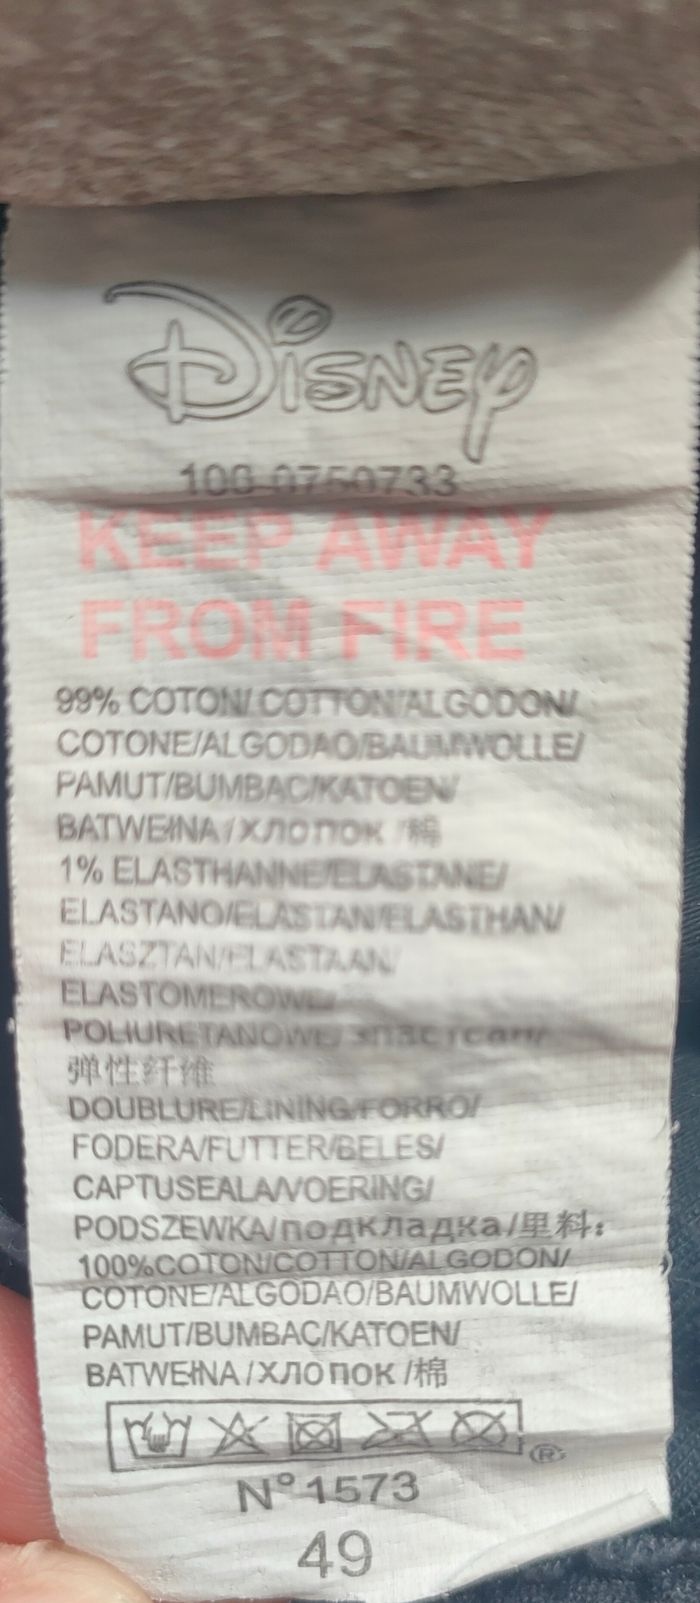 Disney
100-0750733
KEEP AWAY
FROM FIRE
99% COTON/COTTON/ALGODON/
COTONE/ALGODAO/BAUMWOLLE/
PAMUT/BUMBAC/KATOEN/
BATWEŁNA/ХЛОПОК/棉
1% ELASTHANNE/ELASTANE/
ELASTANO/ELASTAN/ELASTHAN/
ELASZTAN/ELASTAAN/
ELASTOMEROWE/
POLIURETANOWE/эластсан/
弹性纤维
DOUBLURE/LINING/FORRO/
FODERA/FUTTER/BELES/
CAPTUSEALA/VOERING/
PODSZEWKA/подкладка/里料:
100%COTON/COTTON/ALGODON/
COTONE/ALGODAO/BAUMWOLLE/
PAMUT/BUMBAC/KATOEN/
BATWEŁNA/ХЛОПОК/棉
®
N° 1573
49